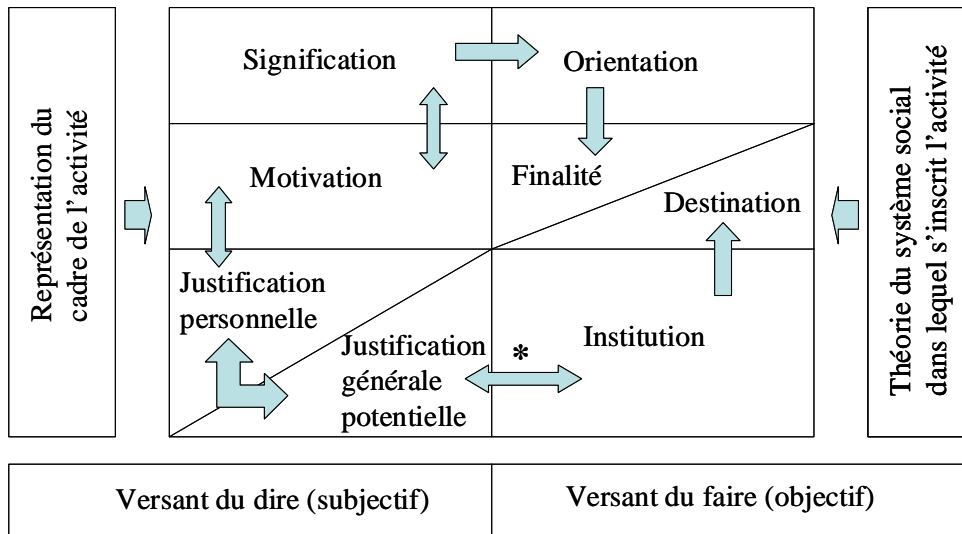 Représentation du
cadre de l'activité
Signification
Orientation
Motivation
Finalité
Destination
Justification
personnelle
Justification
générale
potentielle
*
Institution
Théorie du système social
dans lequel s'inscrit l'activité
Versant du dire (subjectif)
Versant du faire (objectif)